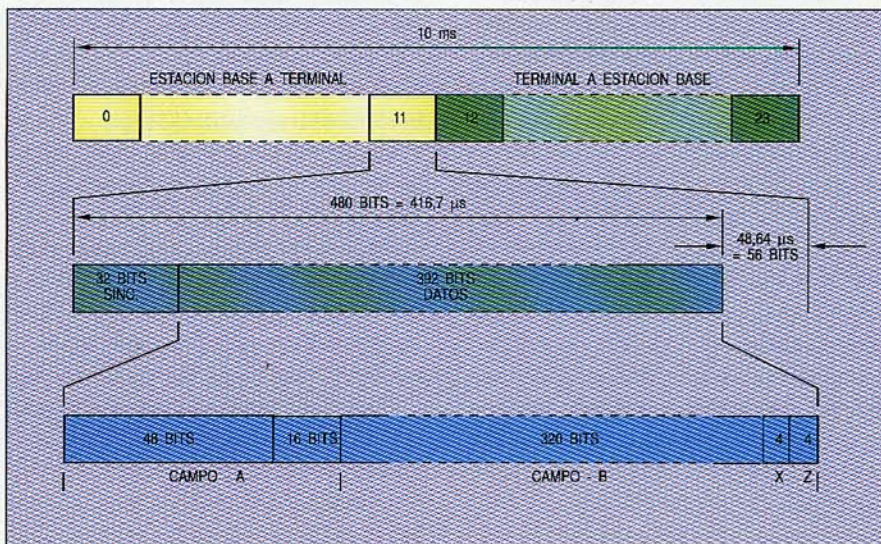 10 ms
ESTACION BASE A TERMINAL TERMINAL A ESTACION BASE
0 11 12 23
480 BITS = 416,7 µs
48,64 µs
= 56 BITS
32 BITS
SINC.
392 BITS
DATOS
48 BITS 16 BITS 320 BITS 4 4
CAMPO A CAMPO - B X Z